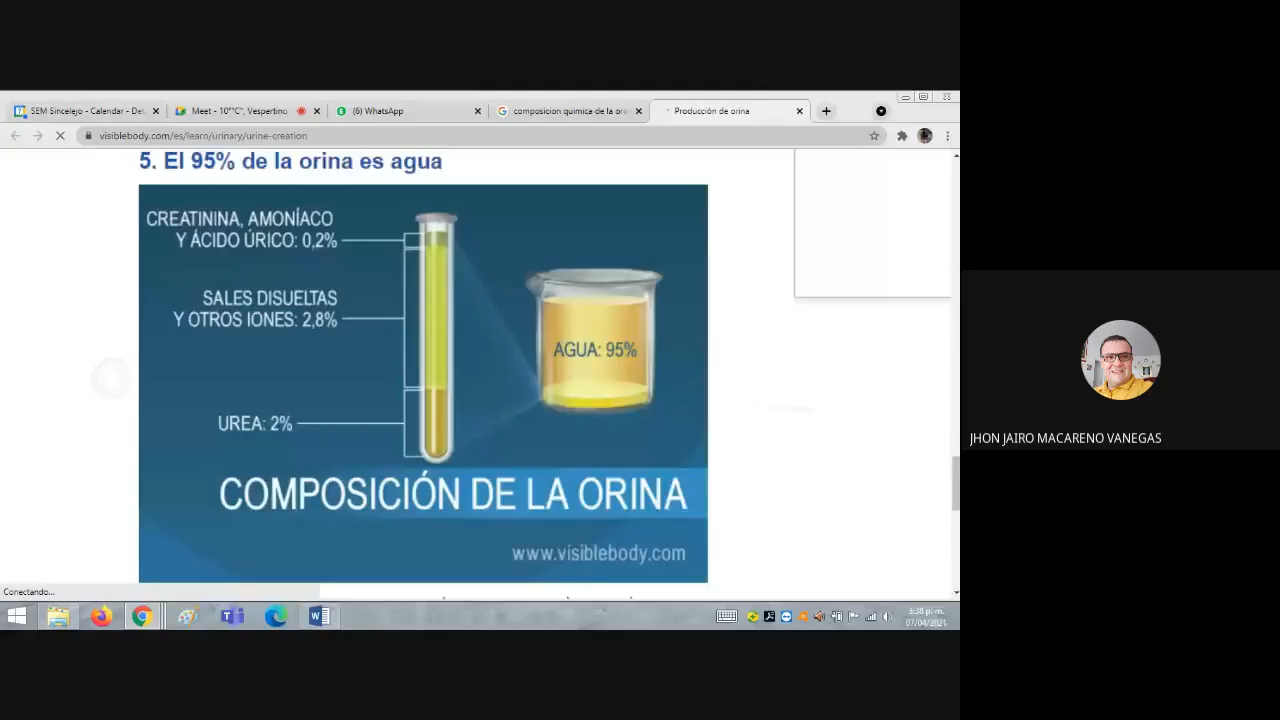 SEM Sincelejo - Calendar - Del
Meet - 10°"C", Vespertino
(6) WhatsApp
composicion quimica de la ori
Producción de orina
visiblebody.com/es/learn/urinary/urine-creation
5. El 95% de la orina es agua
CREATININA, AMONÍACO
Y ÁCIDO ÚRICO: 0,2%
SALES DISUELTAS
Y OTROS IONES: 2,8%
AGUA: 95%
UREA: 2%
COMPOSICIÓN DE LA ORINA
www.visiblebody.com
JHON JAIRO MACARENO VANEGAS
Conectando...
3:38 p. m.
07/04/2021